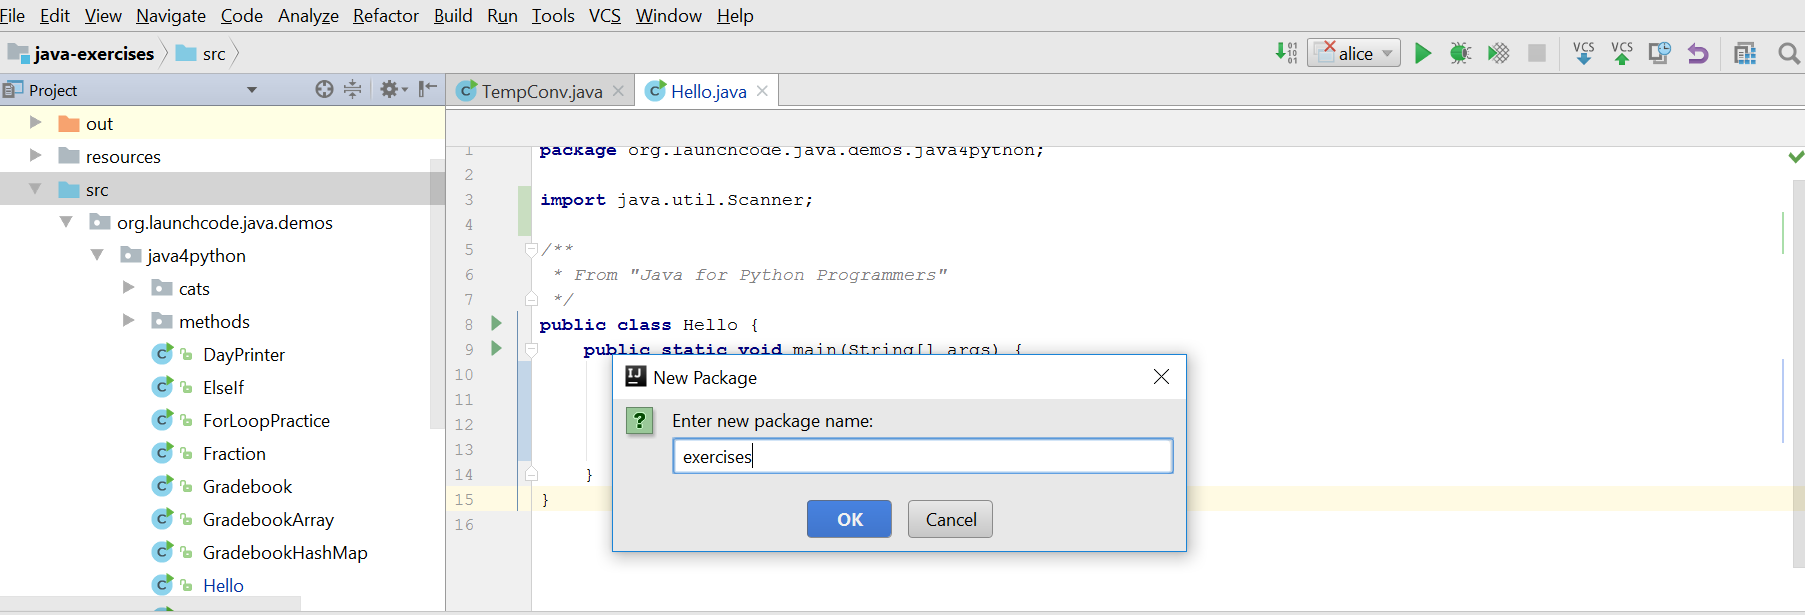 File Edit View Navigate Code Analyze Refactor Build Run Tools VCS Window Help
java-exercises src alice VCS VCS
Project
TempConv.java Hello.java
out
resources
src
org.launchcode.java.demos
java4python
cats
methods
DayPrinter
ElseIf
ForLoopPractice
Fraction
Gradebook
GradebookArray
GradebookHashMap
Hello
1 package org.launchcode.java.demos.java4python;
2
3 import java.util.Scanner;
4
5 /**
6 * From "Java for Python Programmers"
7 */
8 public class Hello {
9 public static void main(String[] args) {
10
11
12
13
14 }
15 }
16
New Package
Enter new package name:
exercises
OK Cancel